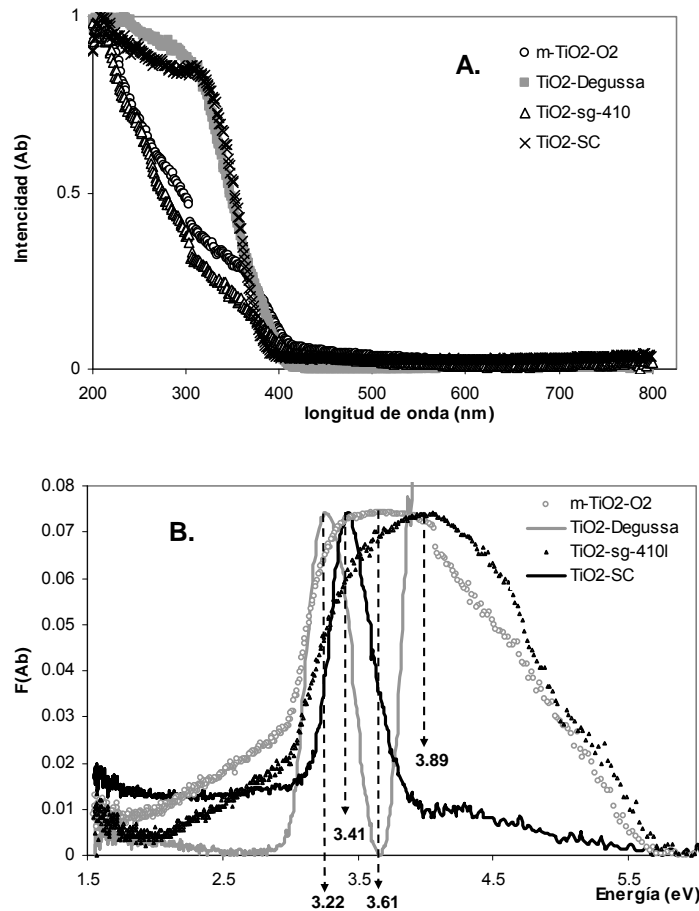 A.
m-TiO2-O2
TiO2-Degussa
TiO2-sg-410
TiO2-SC
Intencidad (Ab)
1
0.5
0
200 300 400 500 600 700 800
longitud de onda (nm)
B.
m-TiO2-O2
TiO2-Degussa
TiO2-sg-410I
TiO2-SC
F(Ab)
0.08
0.07
0.06
0.05
0.04
0.03
0.02
0.01
0
3.89
3.41
1.5 2.5 3.5 4.5 5.5
Energía (eV)
3.22 3.61